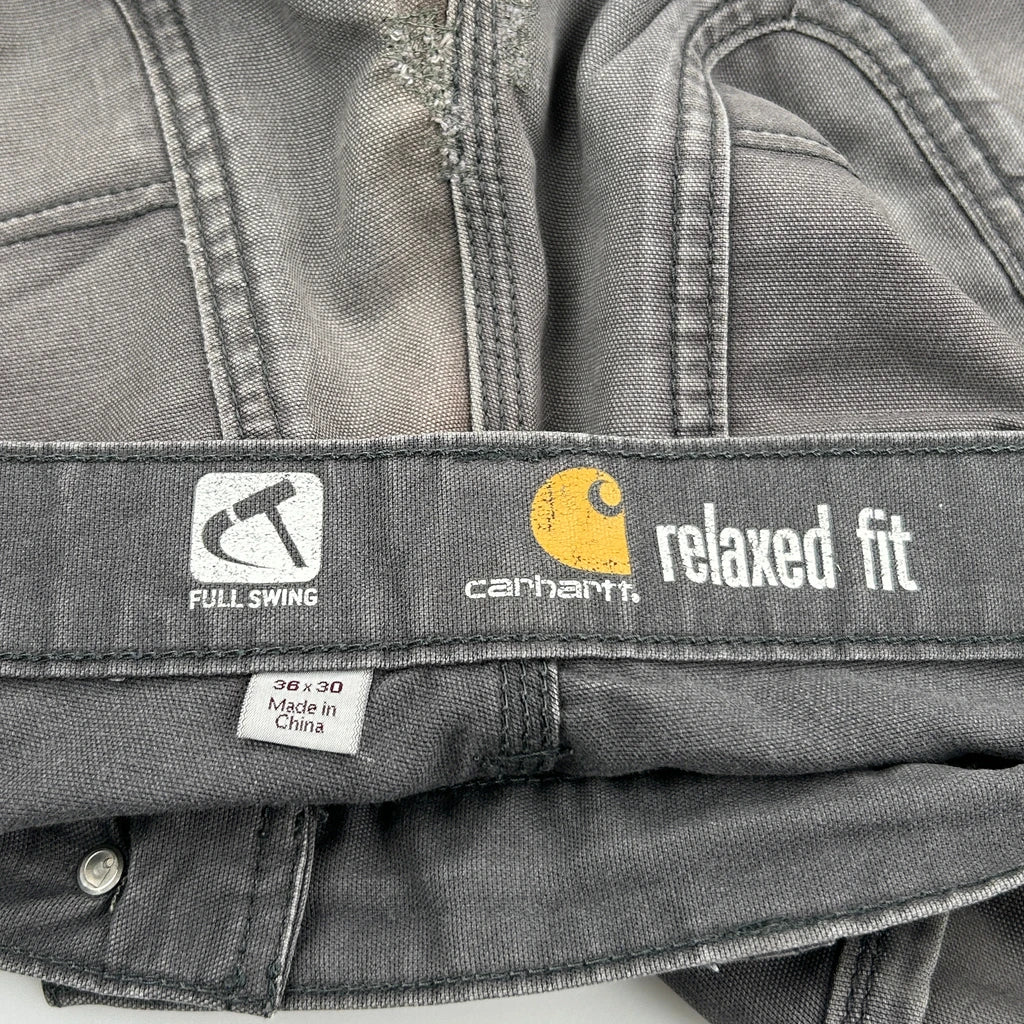 FULL SWING
carhartt.
relaxed fit
36 x 30
Made in
China